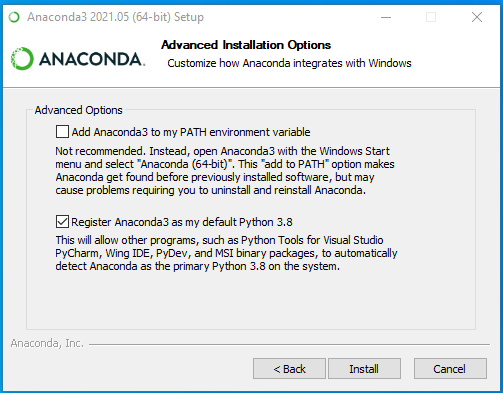 Anaconda3 2021.05 (64-bit) Setup
Advanced Installation Options
Customize how Anaconda integrates with Windows
ANACONDA.
Advanced Options
Add Anaconda3 to my PATH environment variable
Not recommended. Instead, open Anaconda3 with the Windows Start
menu and select "Anaconda (64-bit)". This "add to PATH" option makes
Anaconda get found before previously installed software, but may
cause problems requiring you to uninstall and reinstall Anaconda.
Register Anaconda3 as my default Python 3.8
This will allow other programs, such as Python Tools for Visual Studio
PyCharm, Wing IDE, PyDev, and MSI binary packages, to automatically
detect Anaconda as the primary Python 3.8 on the system.
Anaconda, Inc.
< Back
Install
Cancel